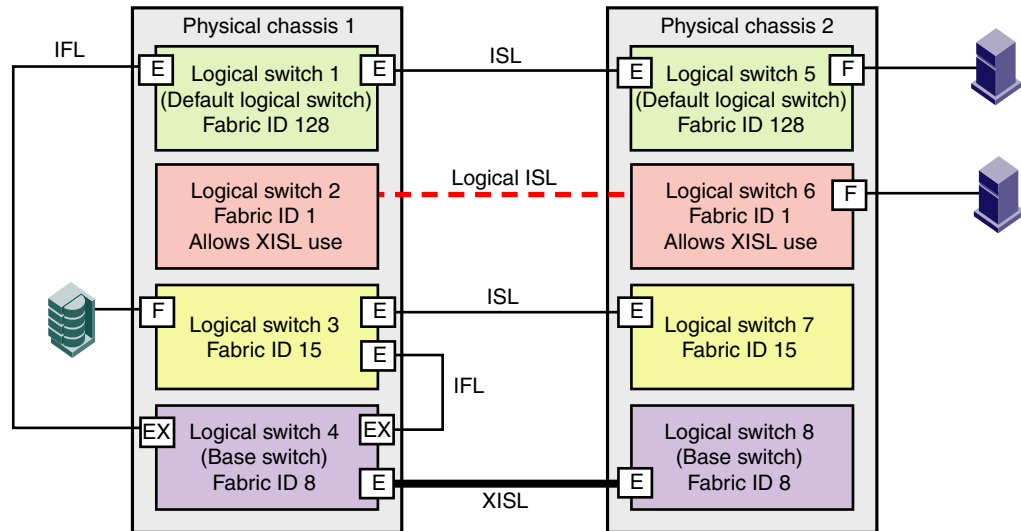 Physical chassis 1
Physical chassis 2
IFL
E
Logical switch 1
(Default logical switch)
Fabric ID 128
E
ISL
E
Logical switch 5
(Default logical switch)
Fabric ID 128
F
Logical switch 2
Fabric ID 1
Allows XISL use
Logical ISL
Logical switch 6
Fabric ID 1
Allows XISL use
F
F
Logical switch 3
Fabric ID 15
E
E
ISL
E
Logical switch 7
Fabric ID 15
IFL
EX
Logical switch 4
(Base switch)
Fabric ID 8
EX
E
XISL
E
Logical switch 8
(Base switch)
Fabric ID 8